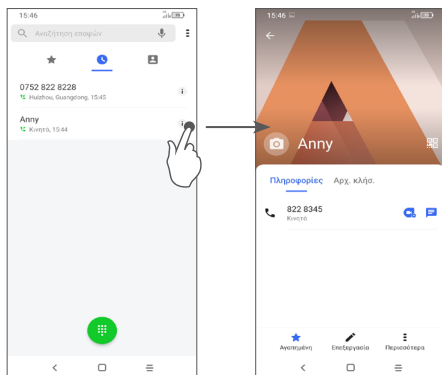 15:46
Αναζήτηση επαφών
0752 822 8228
Huizhou, Guangdong, 15:45
Anny
Κινητό, 15:44
15:46
Anny
Πληροφορίες Αρχ. κλήσ.
822 8345
Κινητό
Αγαπημένη Επεξεργασία Περισσότερα